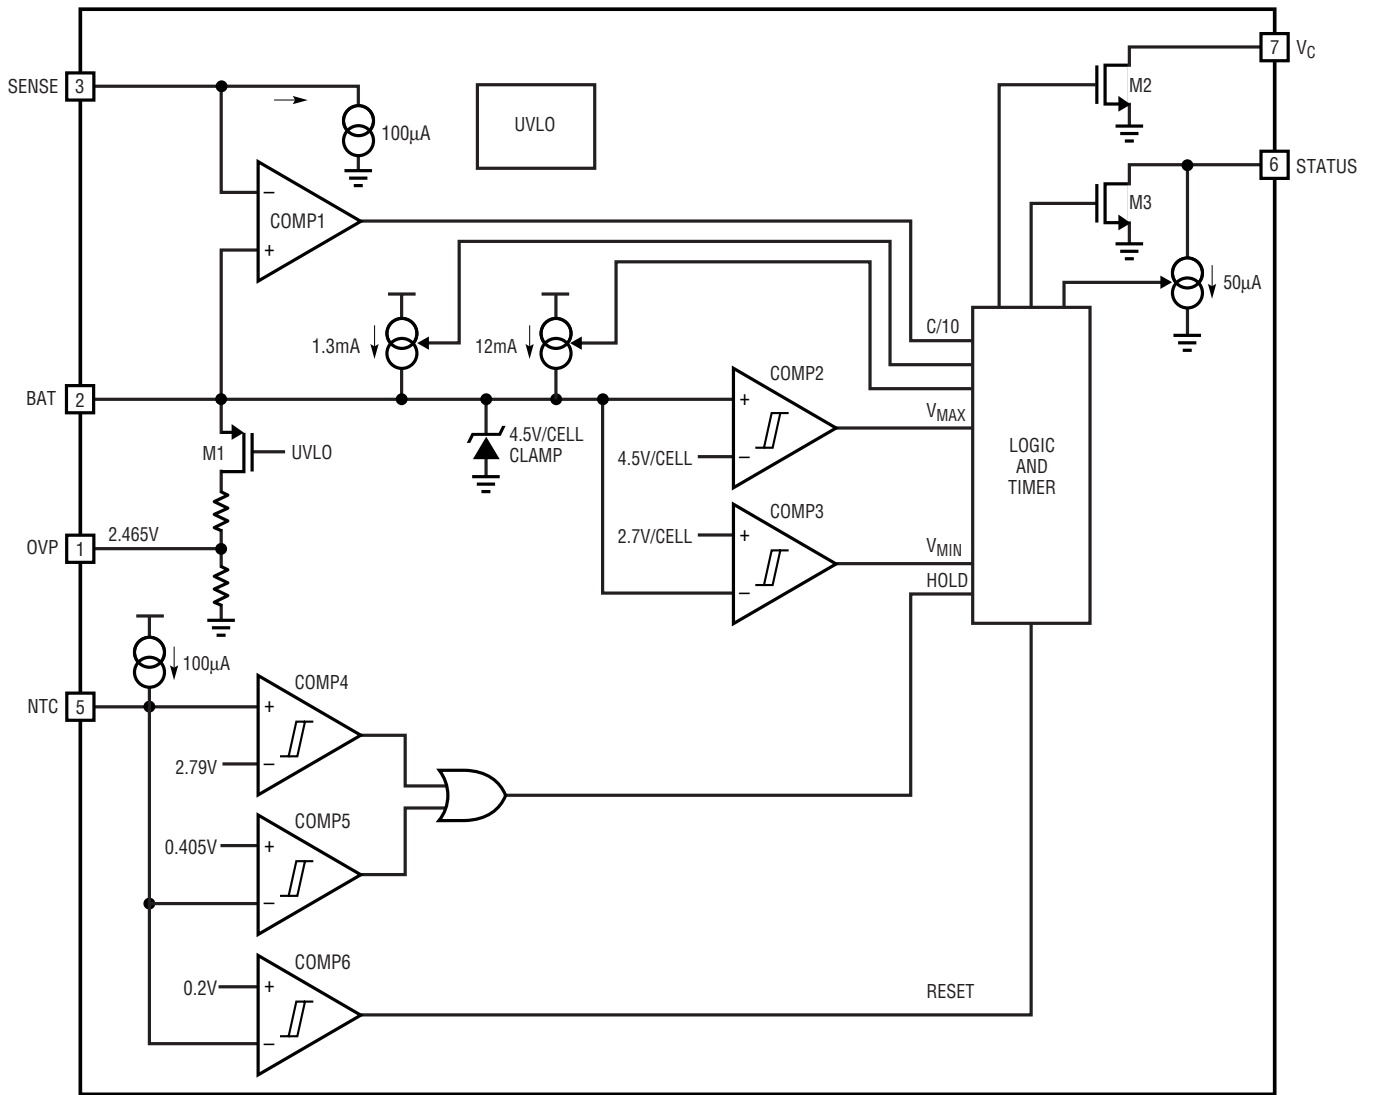 SENSE 3
100µA
UVLO
7 VC
M2
6 STATUS
M3
50µA
–
COMP1
+
1.3mA
12mA
C/10
BAT 2
COMP2
+
VMAX
4.5V/CELL
–
M1
UVLO
4.5V/CELL
CLAMP
LOGIC
AND
TIMER
COMP3
2.7V/CELL
+
VMIN
–
HOLD
OVP 1
2.465V
100µA
NTC 5
COMP4
+
2.79V
–
COMP5
0.405V
+
–
COMP6
0.2V
+
–
RESET